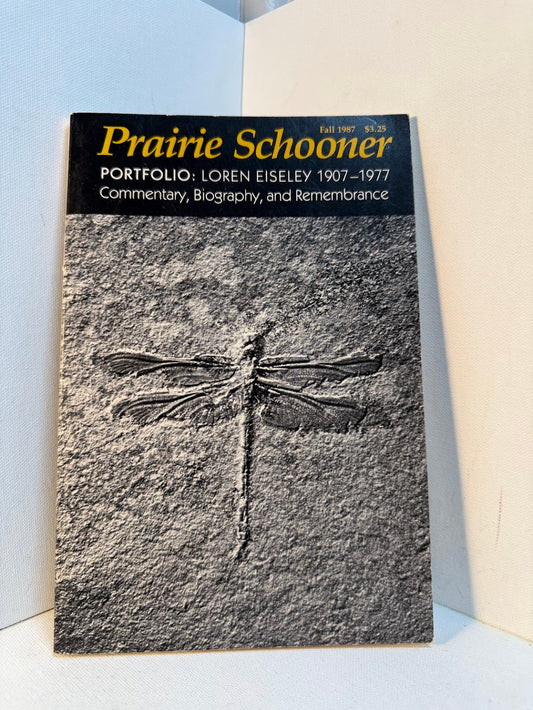 Fall 1987 $3.25
Prairie Schooner
PORTFOLIO: LOREN EISELEY 1907–1977
Commentary, Biography, and Remembrance